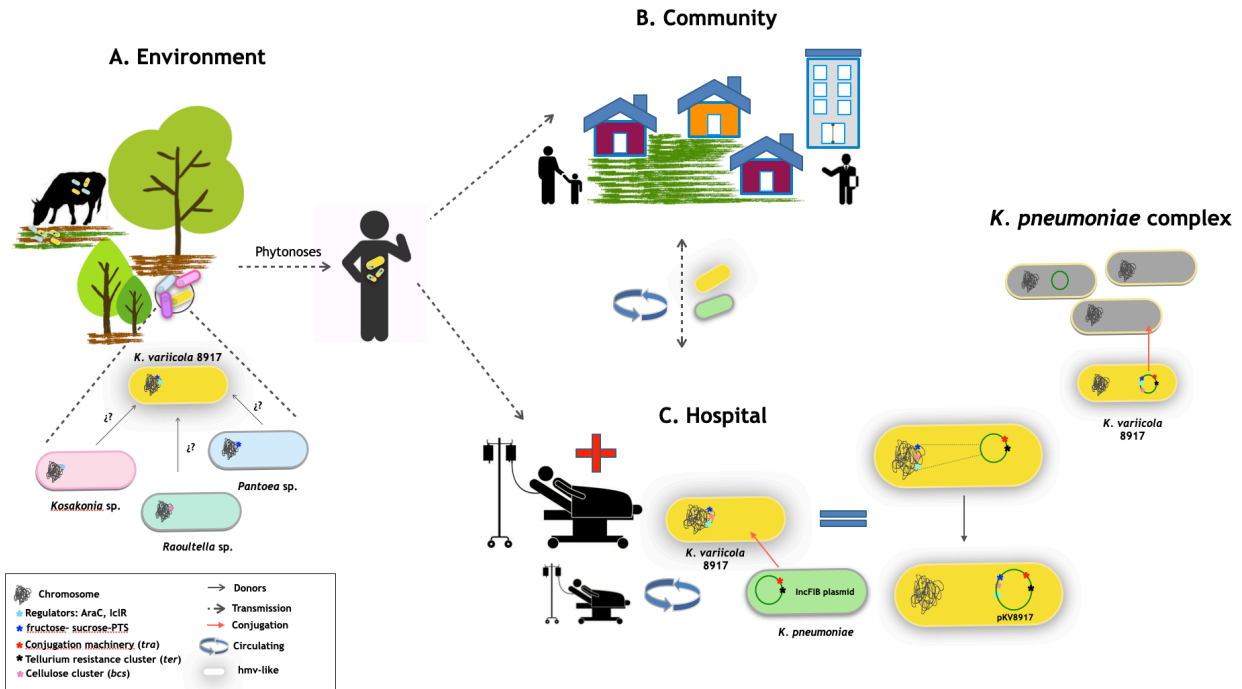 B. Community
A. Environment
Phytonoses
K. pneumoniae complex
K. variicola 8917
¿?
¿?
¿?
Kosakonia sp.
Pantoea sp.
Raoultella sp.
K. variicola
8917
C. Hospital
K. variicola
8917
IncFIB plasmid
K. pneumoniae
pKV8917
Chromosome
Regulators: AraC, IclR
fructose- sucrose-PTS
Conjugation machinery (tra)
Tellurium resistance cluster (ter)
Cellulose cluster (bcs)
Donors
Transmission
Conjugation
Circulating
hmv-like